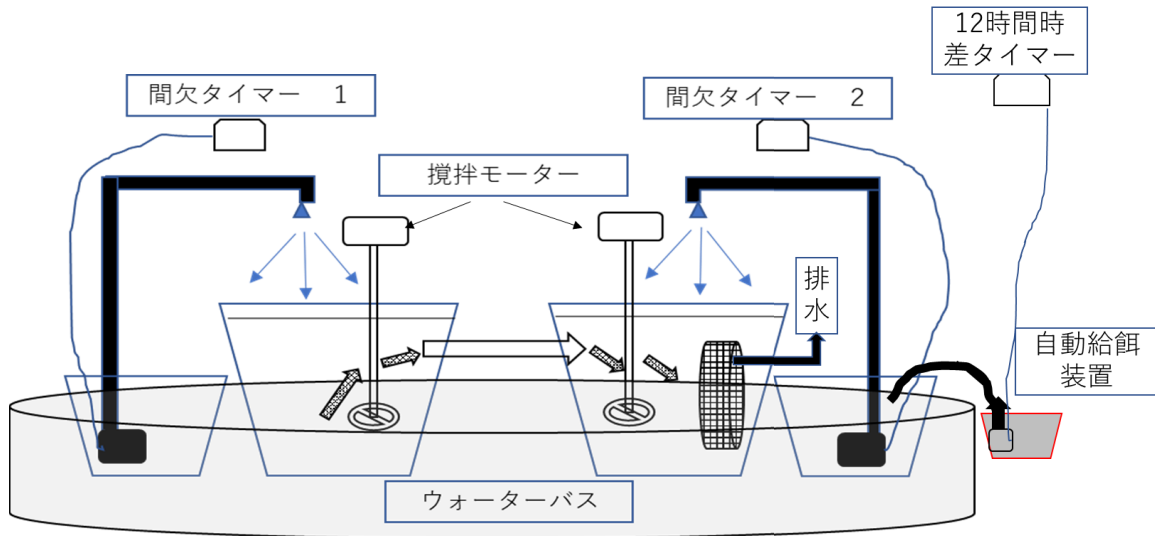 12時間時
差タイマー
間欠タイマー　1
間欠タイマー　2
撹拌モーター
排
水
自動給餌
装置
ウォーターバス